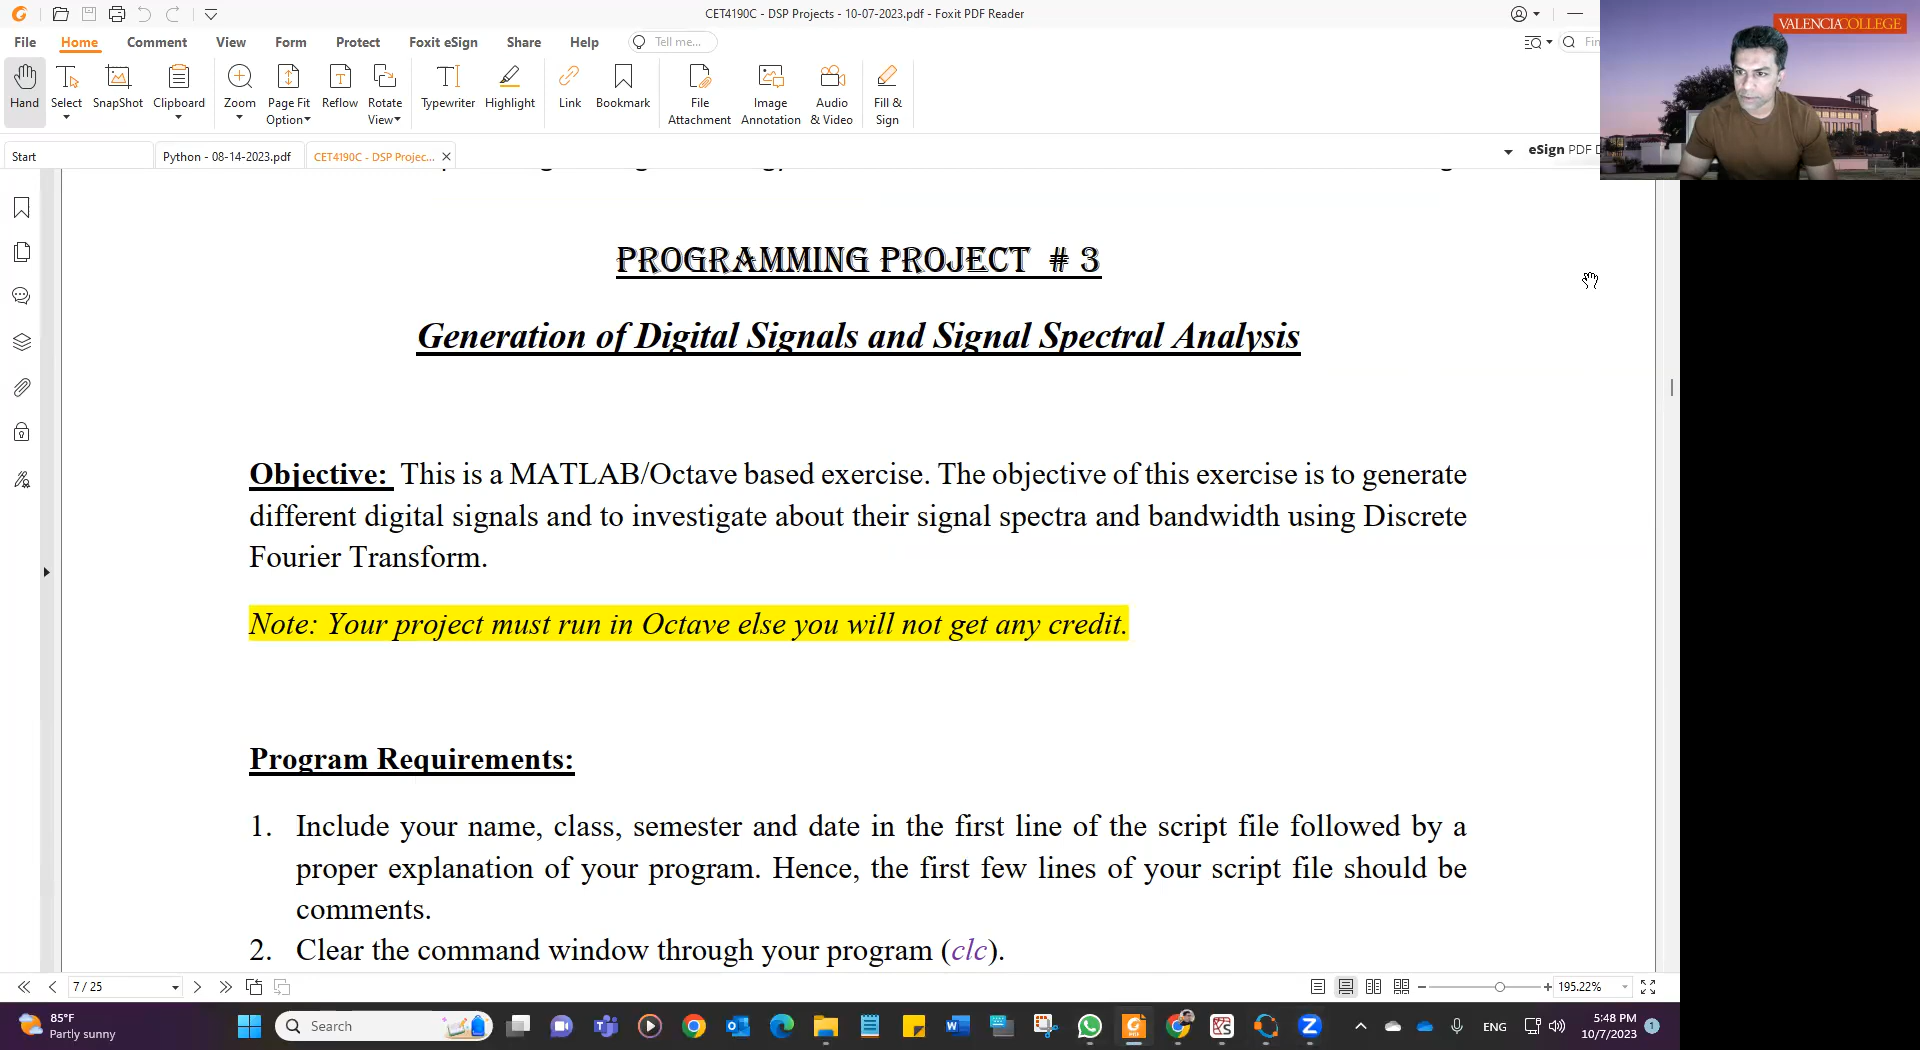 CET4190C - DSP Projects - 10-07-2023.pdf - Foxit PDF Reader
VALENCIACOLLEGE
File Home Comment View Form Protect Foxit eSign Share Help Tell me...
Hand Select SnapShot Clipboard Zoom Page Fit Option Reflow Rotate View Typewriter Highlight Link Bookmark File Attachment Image Annotation Audio & Video Fill & Sign
Start Python - 08-14-2023.pdf CET4190C - DSP Projec... eSign PDF
PROGRAMMING PROJECT # 3
Generation of Digital Signals and Signal Spectral Analysis
Objective: This is a MATLAB/Octave based exercise. The objective of this exercise is to generate
different digital signals and to investigate about their signal spectra and bandwidth using Discrete
Fourier Transform.
Note: Your project must run in Octave else you will not get any credit.
Program Requirements:
1. Include your name, class, semester and date in the first line of the script file followed by a
proper explanation of your program. Hence, the first few lines of your script file should be
comments.
2. Clear the command window through your program (clc).
7 / 25 195.22%
85°F
Partly sunny
Search
ENG
5:48 PM
10/7/2023
1